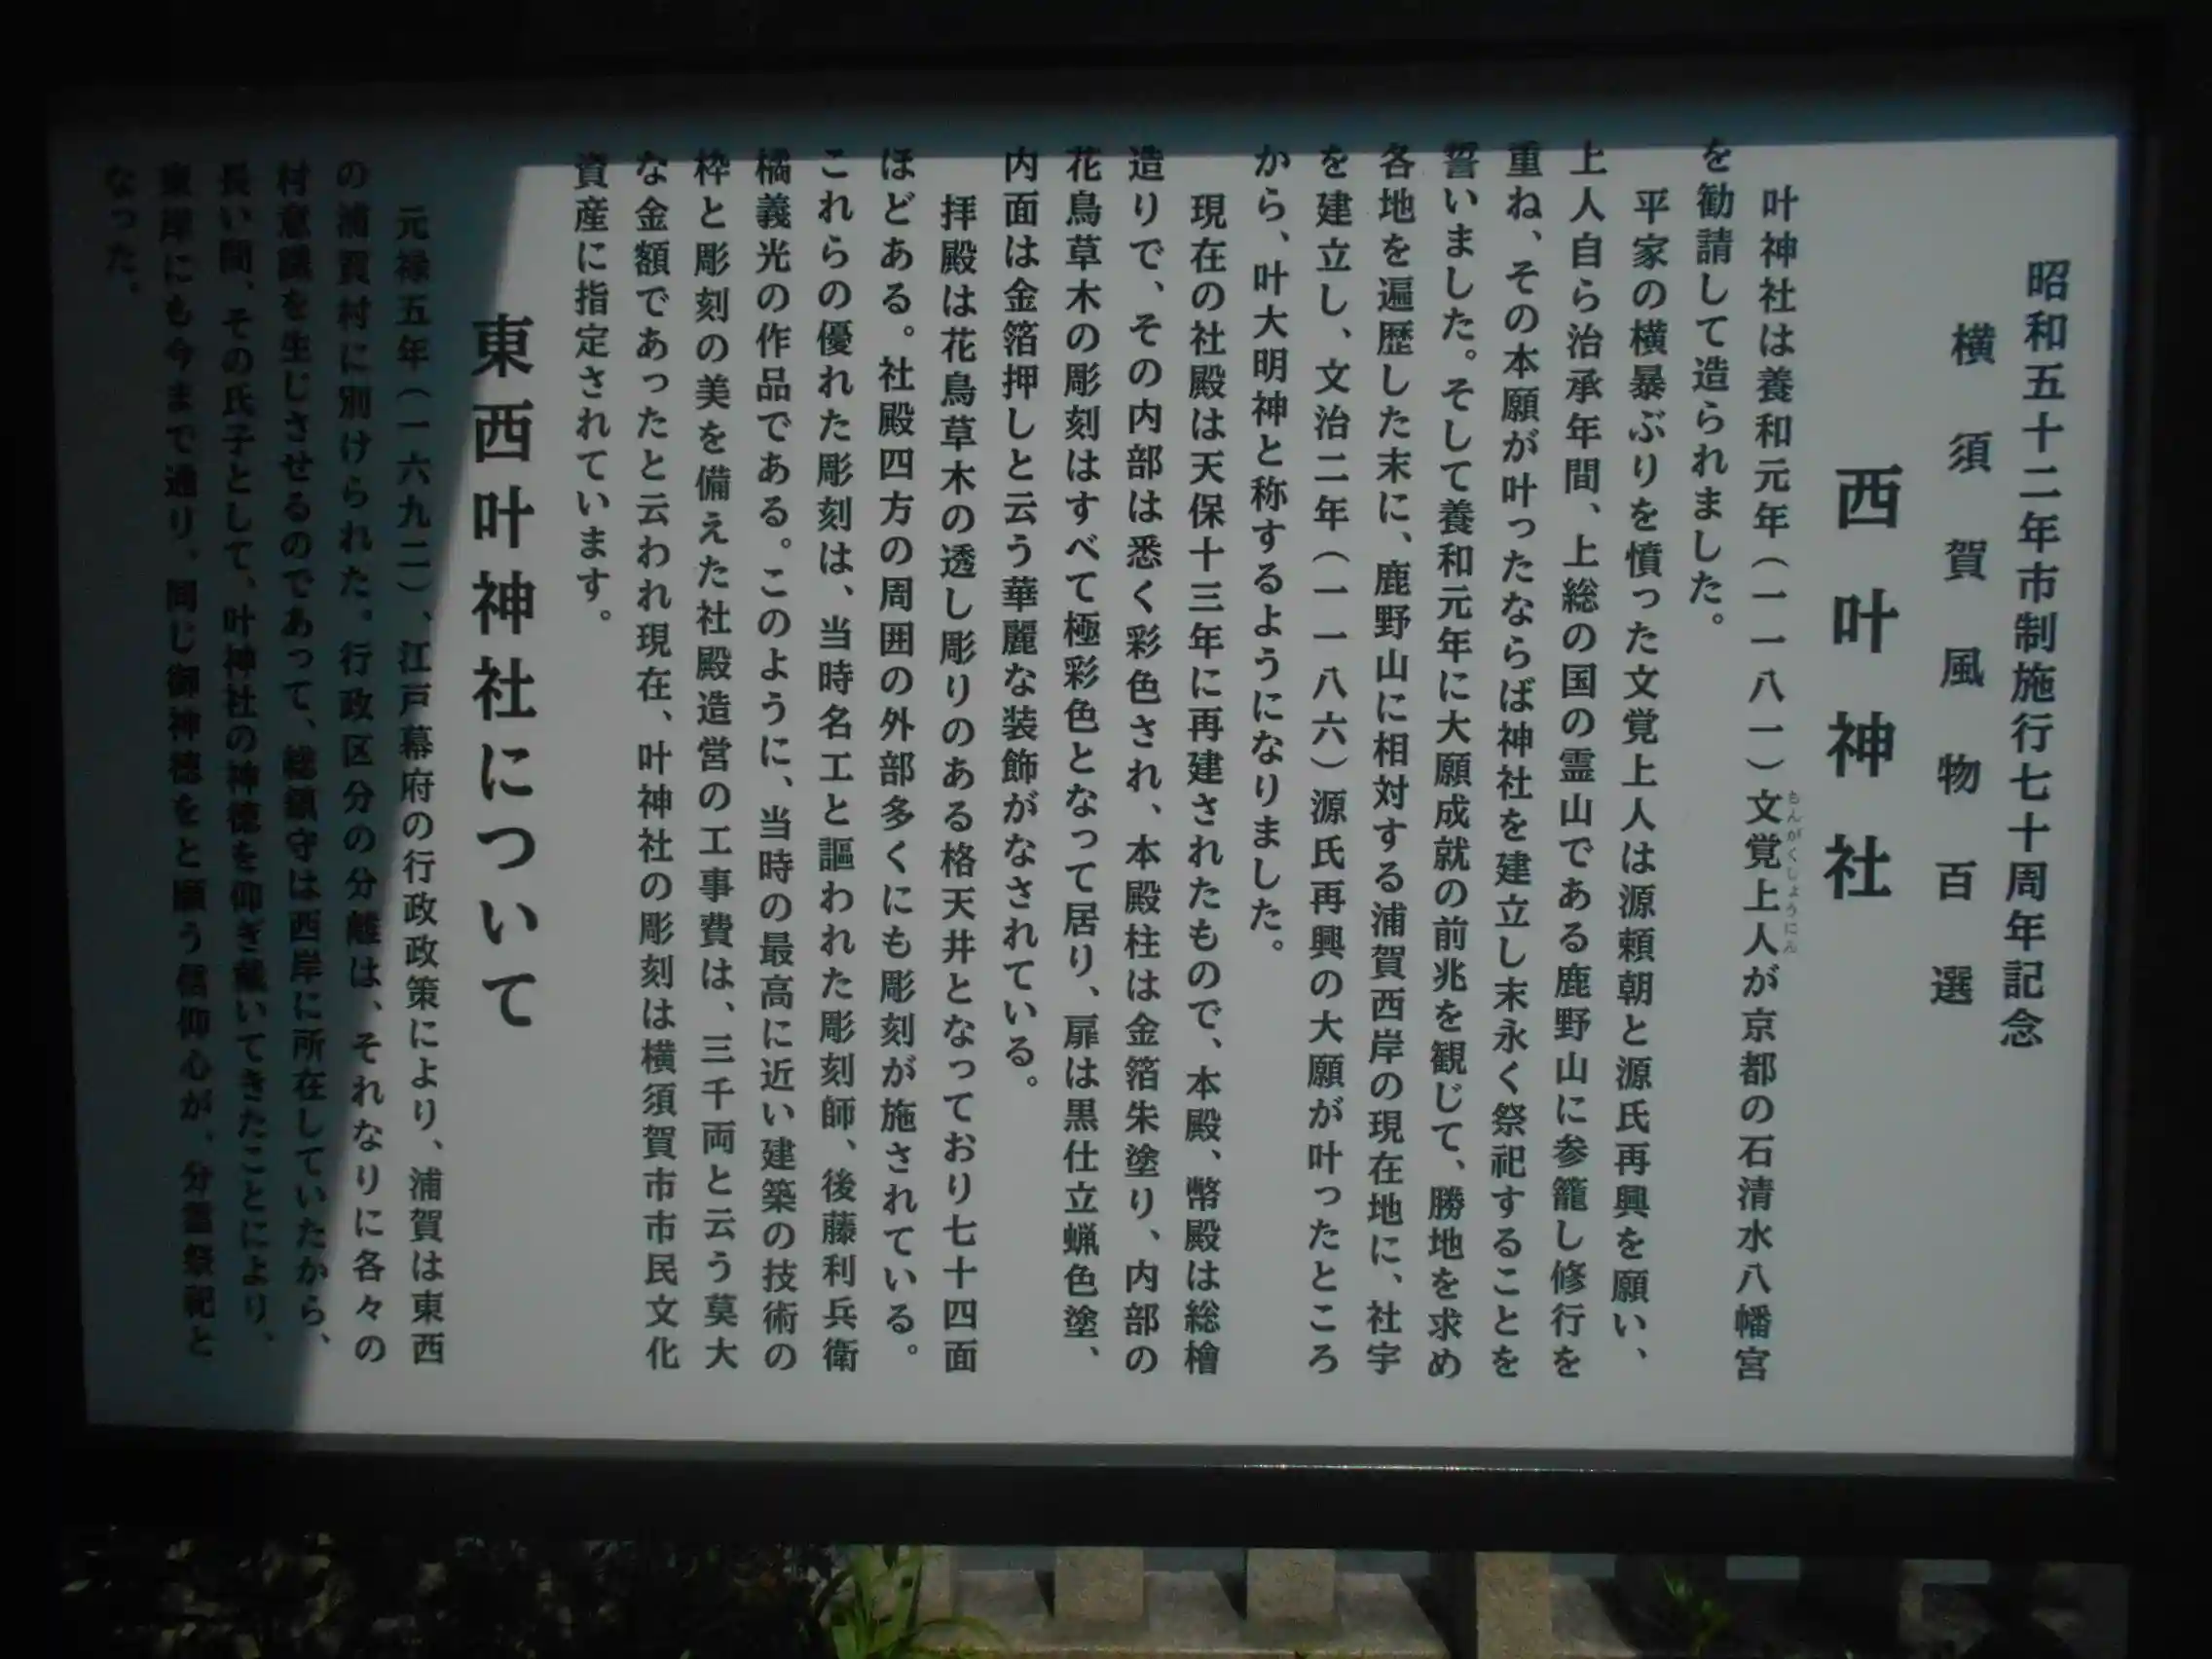 昭和五十二年市制施行七十周年記念
横須賀風物百選
西叶神社
叶神社は養和元年（一一八一）文覚上人が京都の石清水八幡宮
もんがくしょうにん
を勧請して造られました。
平家の横暴ぶりを憤った文覚上人は源頼朝と源氏再興を願い、
上人自ら治承年間、上総の国の霊山である鹿野山に参籠し修行を
重ね、その本願が叶ったならば神社を建立し末永く祭祀することを
誓いました。そして養和元年に大願成就の前兆を観じて、勝地を求め
各地を遍歴した末に、鹿野山に相対する浦賀西岸の現在地に、社宇
を建立し、文治二年（一一八六）源氏再興の大願が叶ったところ
から、叶大明神と称するようになりました。
現在の社殿は天保十三年に再建されたもので、本殿、幣殿は総檜
造りで、その内部は悉く彩色され、本殿柱は金箔朱塗り、内部の
花鳥草木の彫刻はすべて極彩色となって居り、扉は黒仕立蝋色塗、
内面は金箔押しと云う華麗な装飾がなされている。
拝殿は花鳥草木の透し彫りのある格天井となっており七十四面
ほどある。社殿四方の周囲の外部多くにも彫刻が施されている。
これらの優れた彫刻は、当時名工と謳われた彫刻師、後藤利兵衛
橘義光の作品である。このように、当時の最高に近い建築の技術の
枠と彫刻の美を備えた社殿造営の工事費は、三千両と云う莫大
な金額であったと云われ現在、叶神社の彫刻は横須賀市市民文化
資産に指定されています。
東西叶神社について
元禄五年（一六九二）、江戸幕府の行政政策により、浦賀は東西
の浦賀村に別けられた。行政区分の分離は、それなりに各々の
村意識を生じさせるのであって、総鎮守は西岸に所在していたから、
長い間、その氏子として、叶神社の神徳を仰ぎ戴いてきたことにより、
東岸にも今まで通り、同じ御神徳をと願う信仰心が、分霊祭祀と
なった。